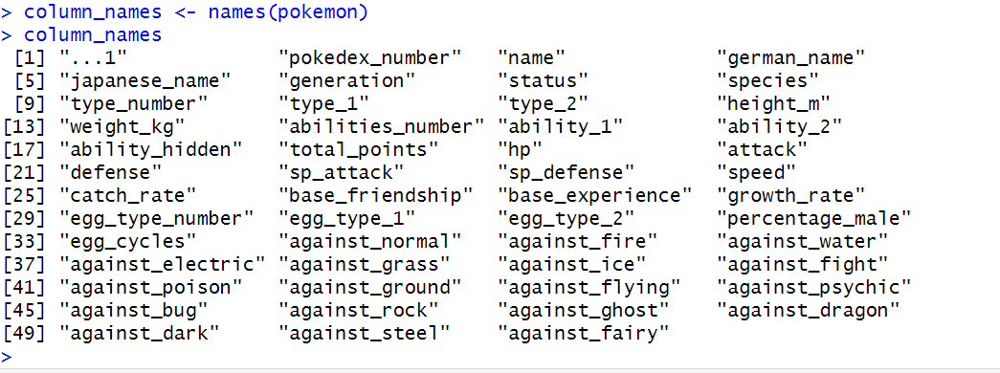 > column_names <- names(pokemon)
> column_names
 [1] "...1"             "pokedex_number"   "name"             "german_name"
 [5] "japanese_name"    "generation"       "status"           "species"
 [9] "type_number"      "type_1"           "type_2"           "height_m"
[13] "weight_kg"        "abilities_number" "ability_1"        "ability_2"
[17] "ability_hidden"   "total_points"     "hp"               "attack"
[21] "defense"          "sp_attack"        "sp_defense"       "speed"
[25] "catch_rate"       "base_friendship"  "base_experience"  "growth_rate"
[29] "egg_type_number"  "egg_type_1"       "egg_type_2"       "percentage_male"
[33] "egg_cycles"       "against_normal"   "against_fire"     "against_water"
[37] "against_electric" "against_grass"    "against_ice"      "against_fight"
[41] "against_poison"   "against_ground"   "against_flying"   "against_psychic"
[45] "against_bug"      "against_rock"     "against_ghost"    "against_dragon"
[49] "against_dark"     "against_steel"    "against_fairy"
>